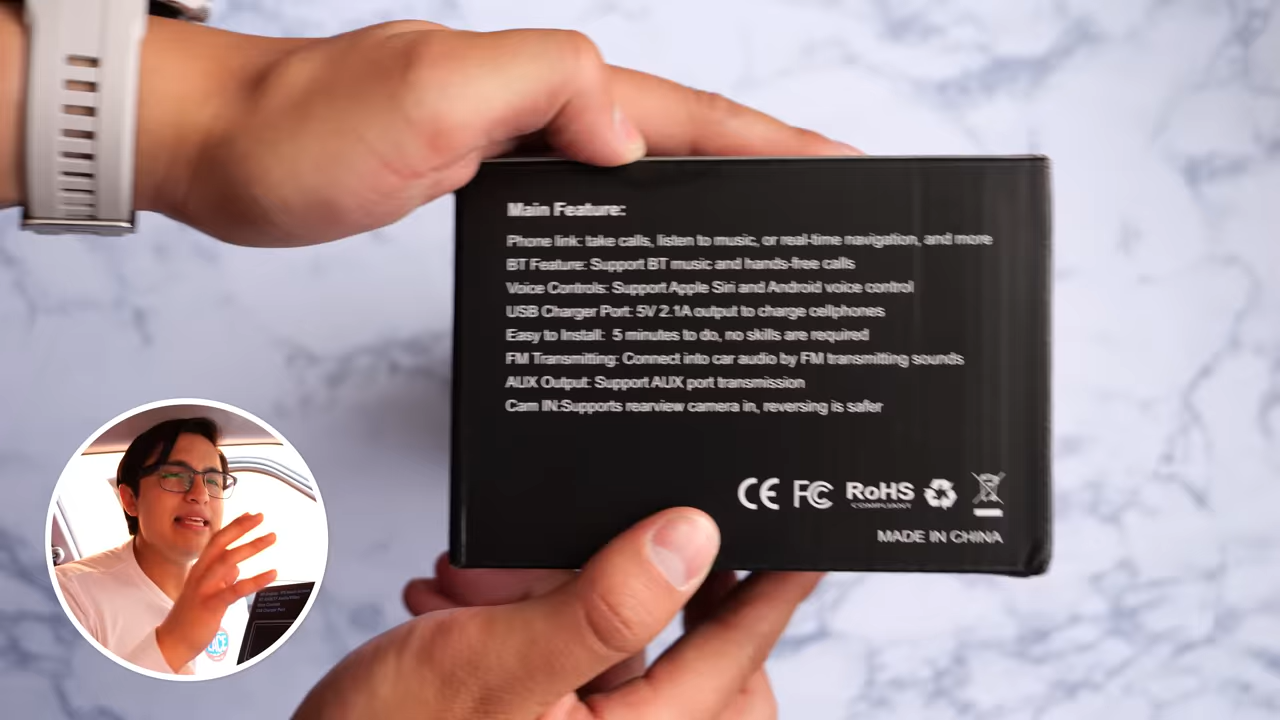 Main Feature:
Phone link: take calls, listen to music, or real-time navigation, and more
BT Feature: Support BT music and hands-free calls
Voice Controls: Support Apple Siri and Android voice control
USB Charger Port: 5V 2.1A output to charge cellphones
Easy to Install: 5 minutes to do, no skills are required
FM Transmitting: Connect into car audio by FM transmitting sounds
AUX Output: Support AUX port transmission
Cam IN:Supports rearview camera in, reversing is safer
CE FC RoHS
COMPLIANT
MADE IN CHINA